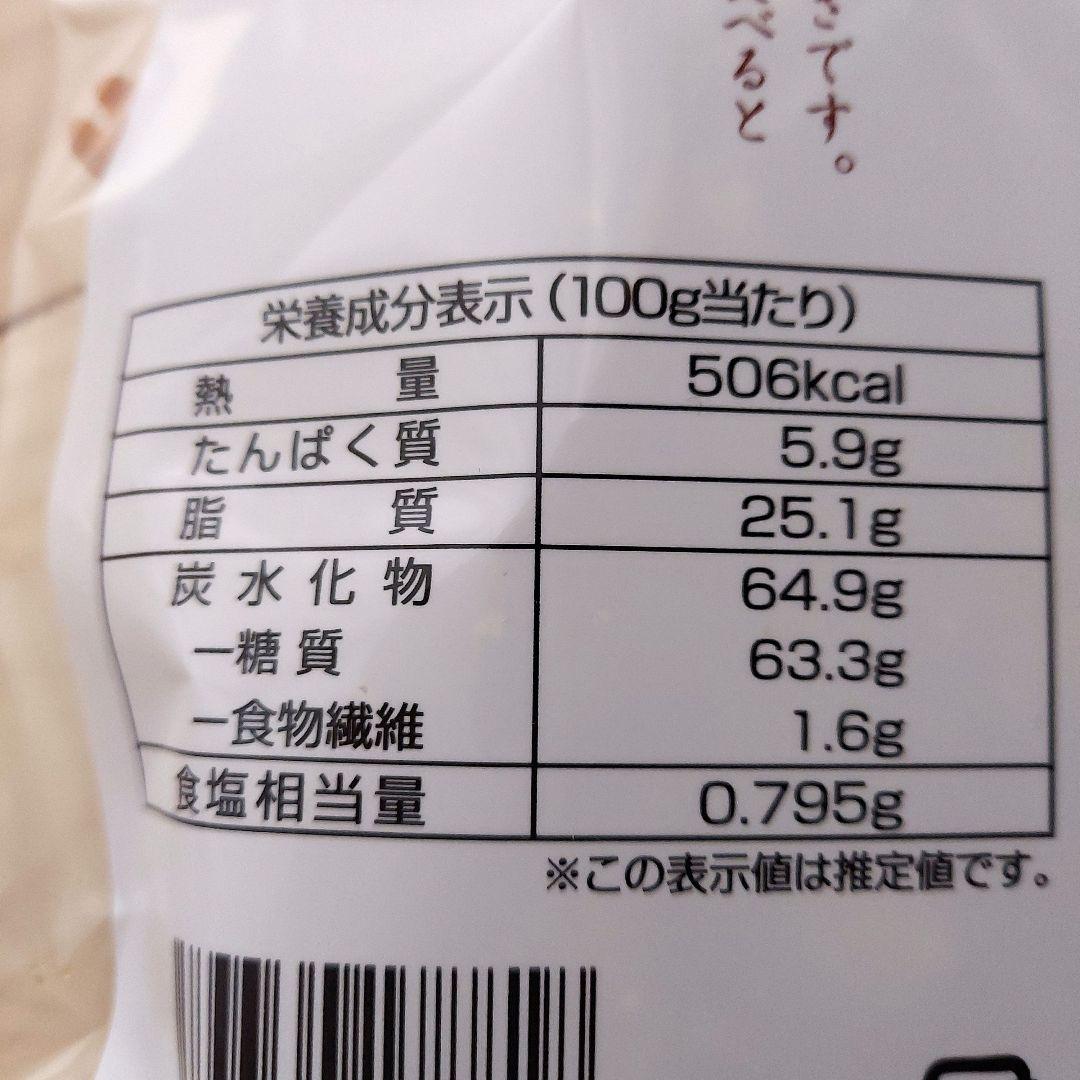 さです。
べると
栄養成分表示(100g当たり)
熱量 506kcal
たんぱく質 5.9g
脂質 25.1g
炭水化物 64.9g
ー糖質 63.3g
ー食物繊維 1.6g
食塩相当量 0.795g
※この表示値は推定値です。